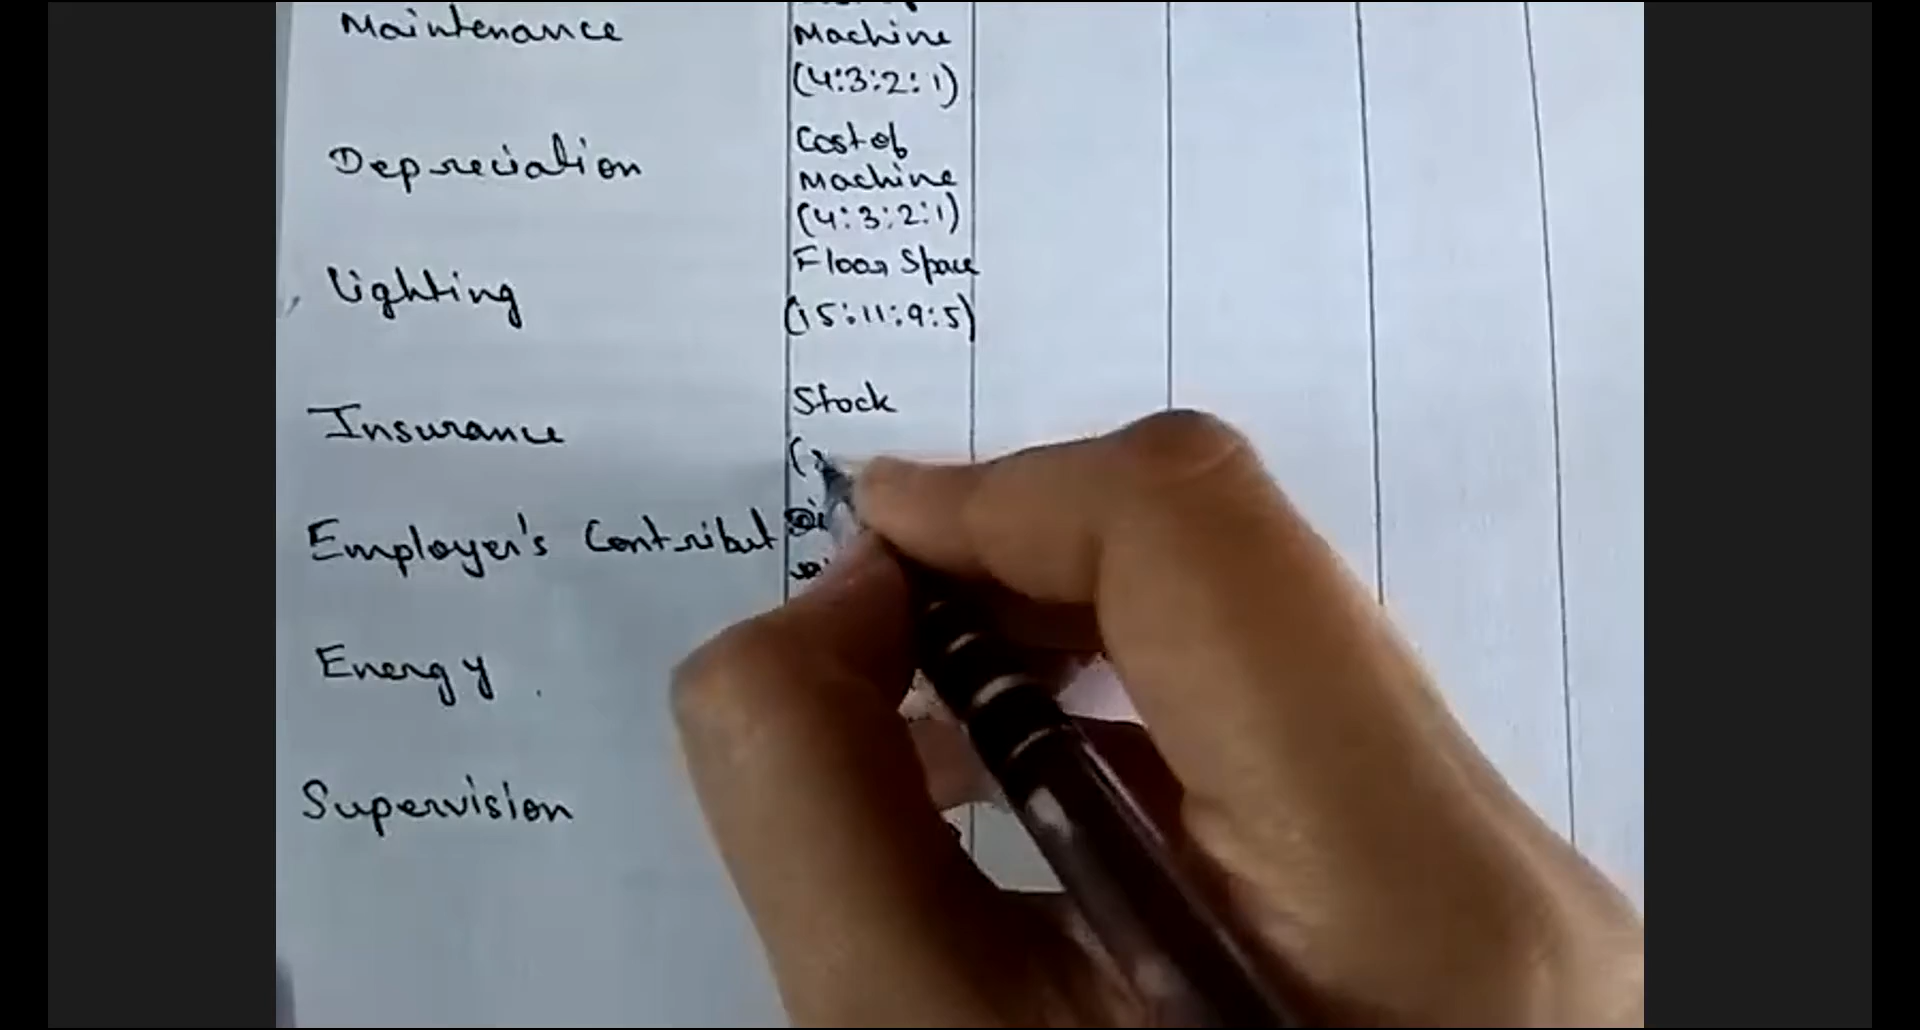 Maintenance
Machine
(4:3:2:1)
Depreciation
Cost of
Machine
(4:3:2:1)
Lighting
Floor Space
(15:11:9:5)
Insurance
Stock
(
Employer's Contribut
Energy
Supervision